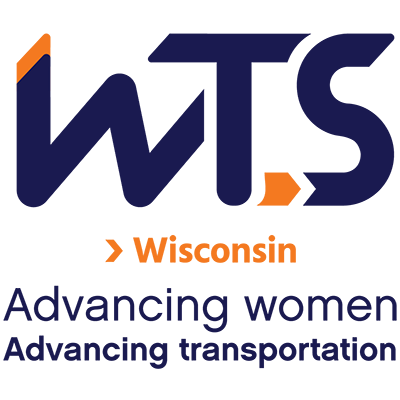 WTS
Wisconsin
Advancing women
Advancing transportation